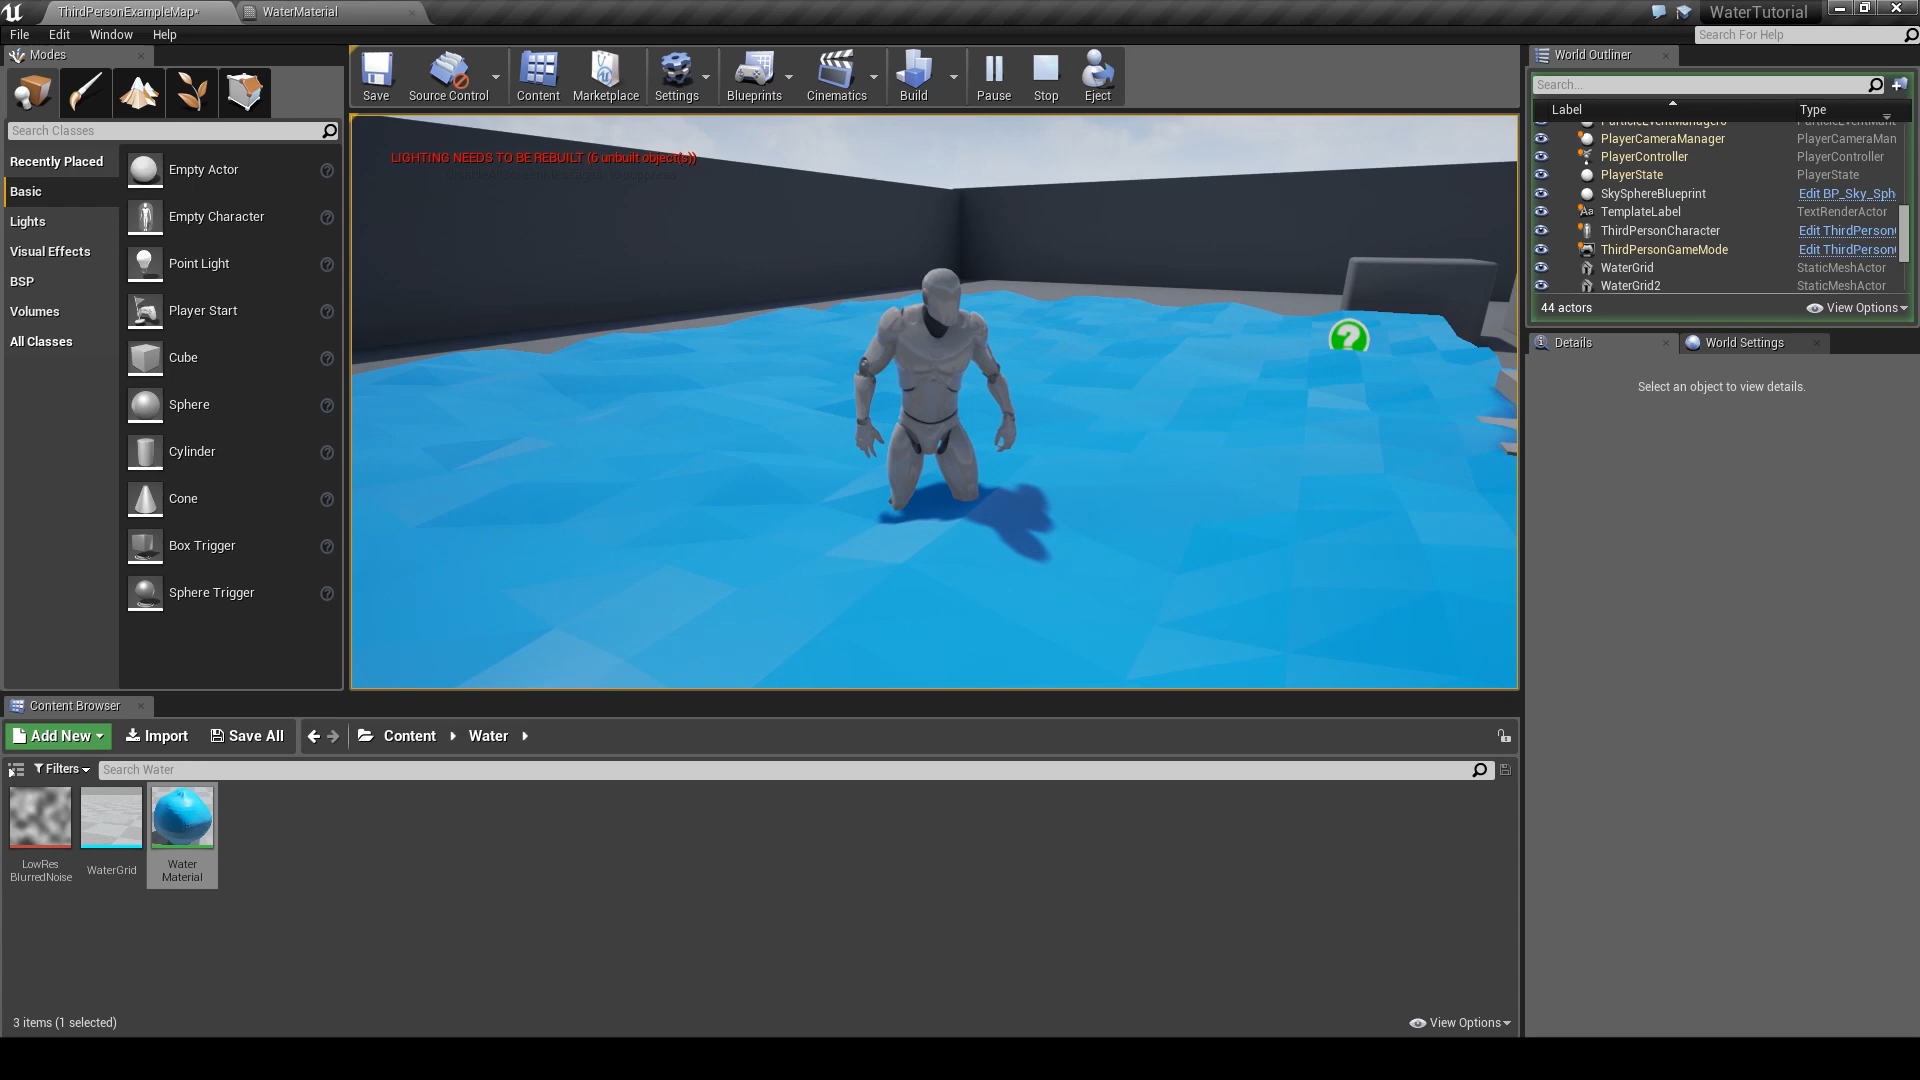 ThirdPersonExampleMap*
WaterMaterial
WaterTutorial
File Edit Window Help
Search For Help
Modes
Search Classes
Recently Placed
Basic
Lights
Visual Effects
BSP
Volumes
All Classes
Empty Actor
Empty Character
Point Light
Player Start
Cube
Sphere
Cylinder
Cone
Box Trigger
Sphere Trigger
Save
Source Control
Content
Marketplace
Settings
Blueprints
Cinematics
Build
Pause
Stop
Eject
LIGHTING NEEDS TO BE REBUILT (6 unbuilt object(s))
World Outliner
Search...
Label Type
PlayerCameraManager PlayerCameraMan
PlayerController PlayerController
PlayerState PlayerState
SkySphereBlueprint Edit BP_Sky_Sph
TemplateLabel TextRenderActor
ThirdPersonCharacter Edit ThirdPerson
ThirdPersonGameMode Edit ThirdPerson
WaterGrid StaticMeshActor
WaterGrid2 StaticMeshActor
44 actors View Options
Details
World Settings
Select an object to view details.
Content Browser
Add New Import Save All Content Water
Filters Search Water
LowRes
BlurredNoise
WaterGrid
Water
Material
3 items (1 selected) View Options